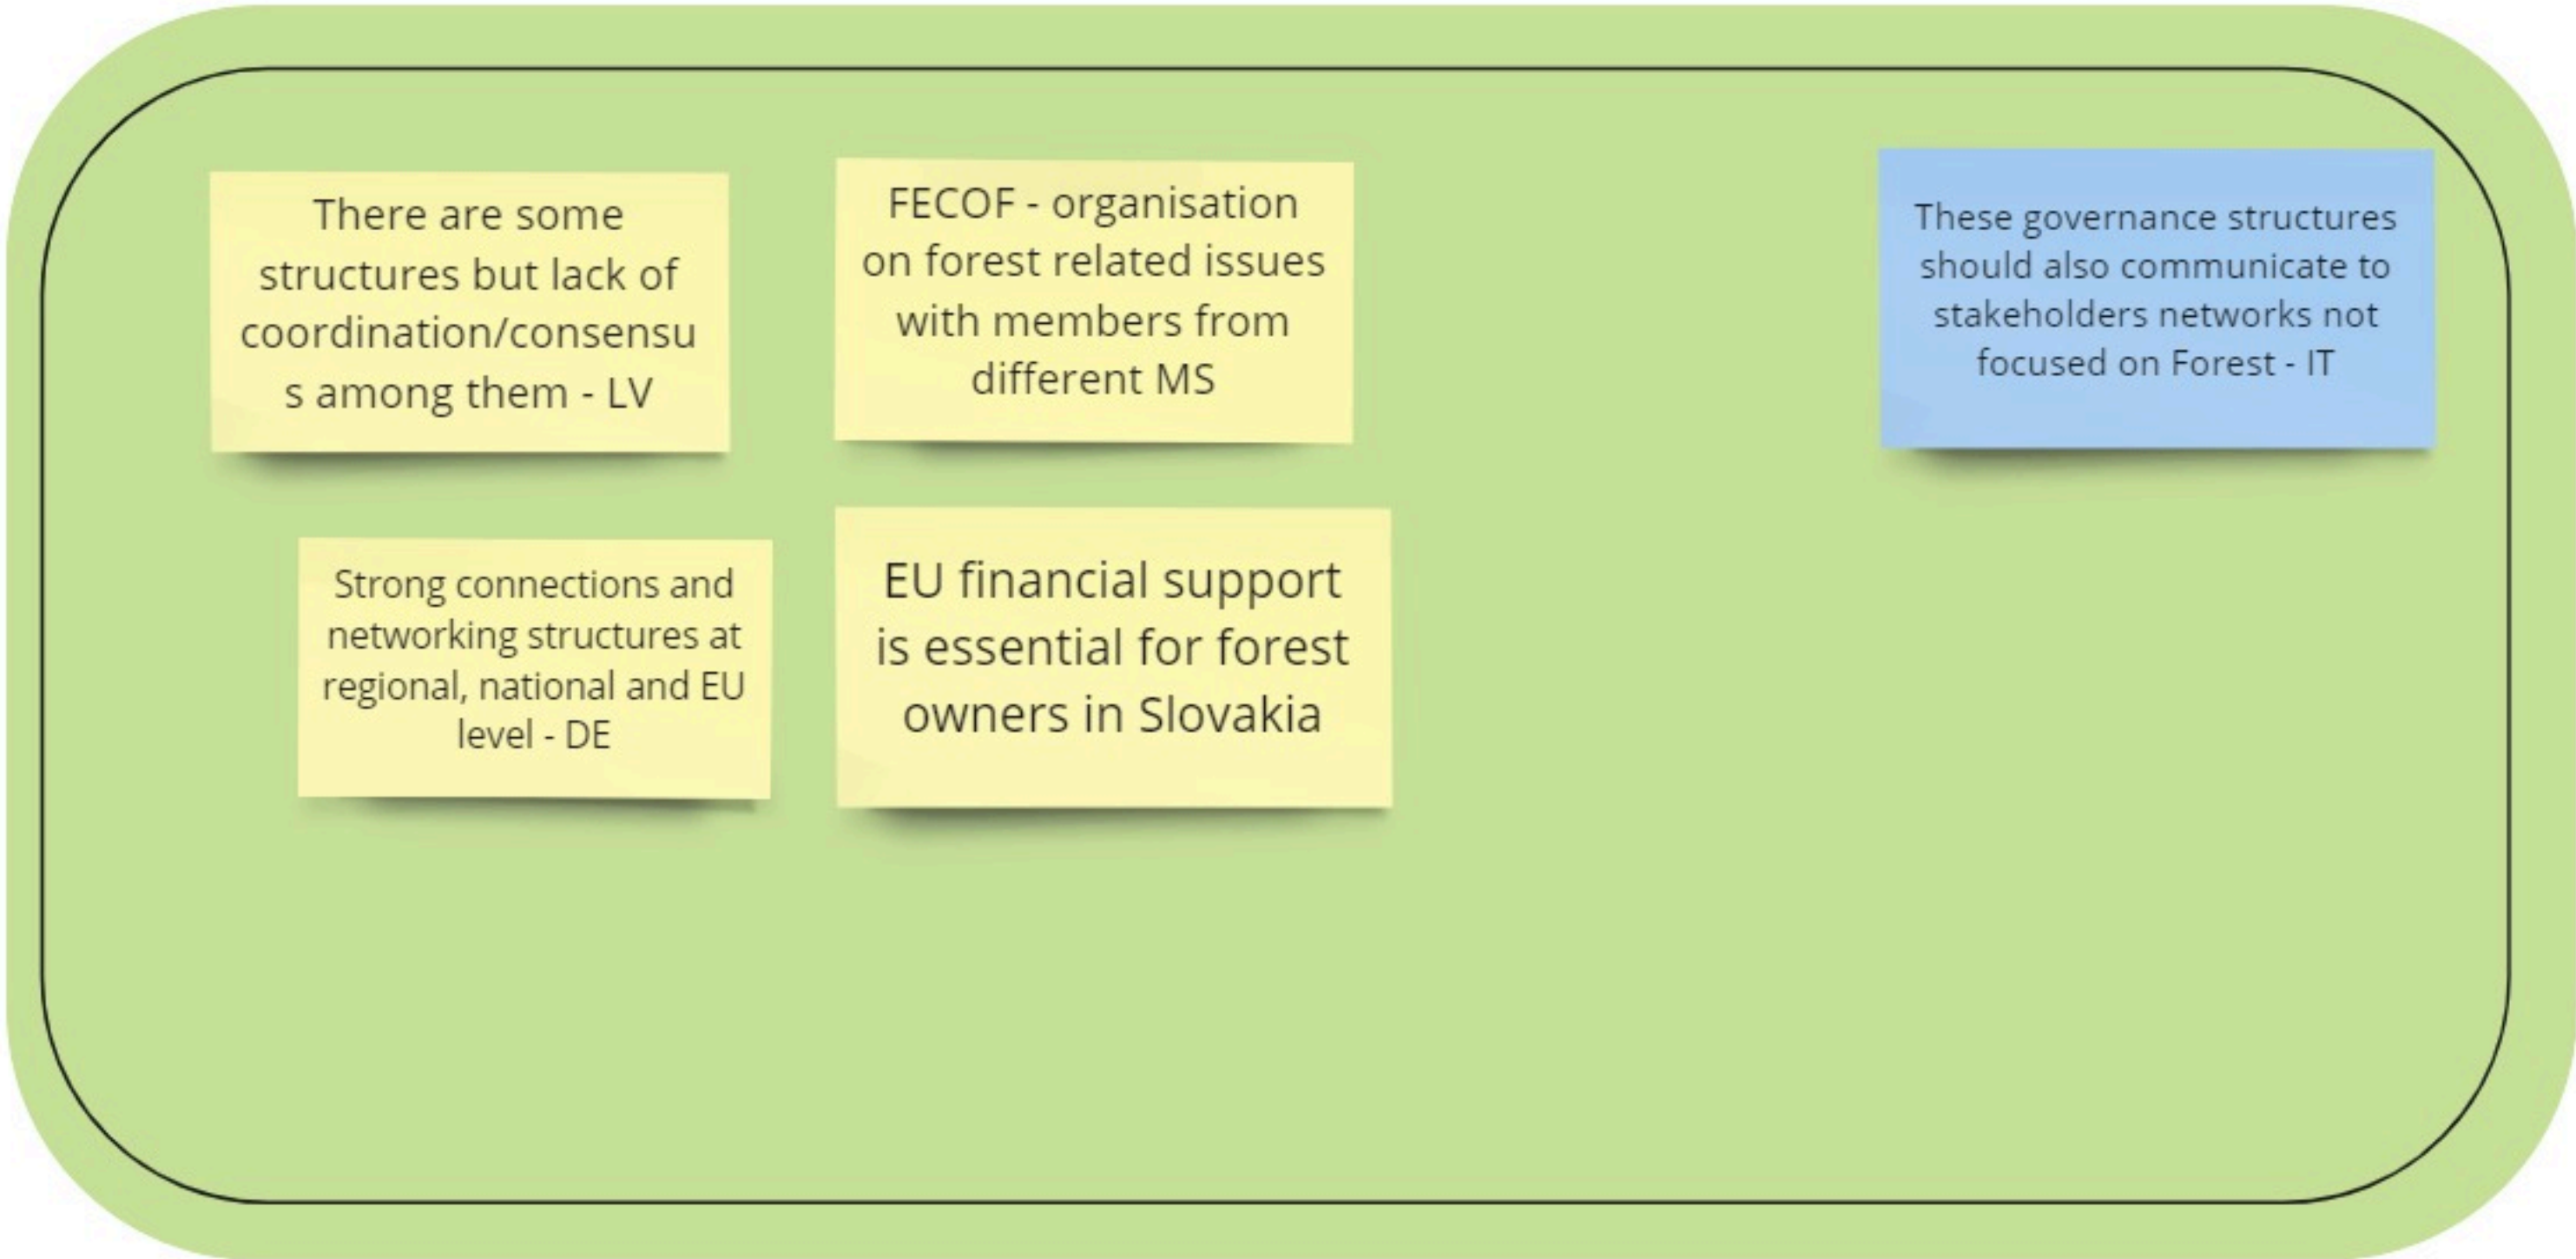 There are some
structures but lack of
coordination/consensu
s among them - LV
FECOF - organisation
on forest related issues
with members from
different MS
These governance structures
should also communicate to
stakeholders networks not
focused on Forest - IT
Strong connections and
networking structures at
regional, national and EU
level - DE
EU financial support
is essential for forest
owners in Slovakia